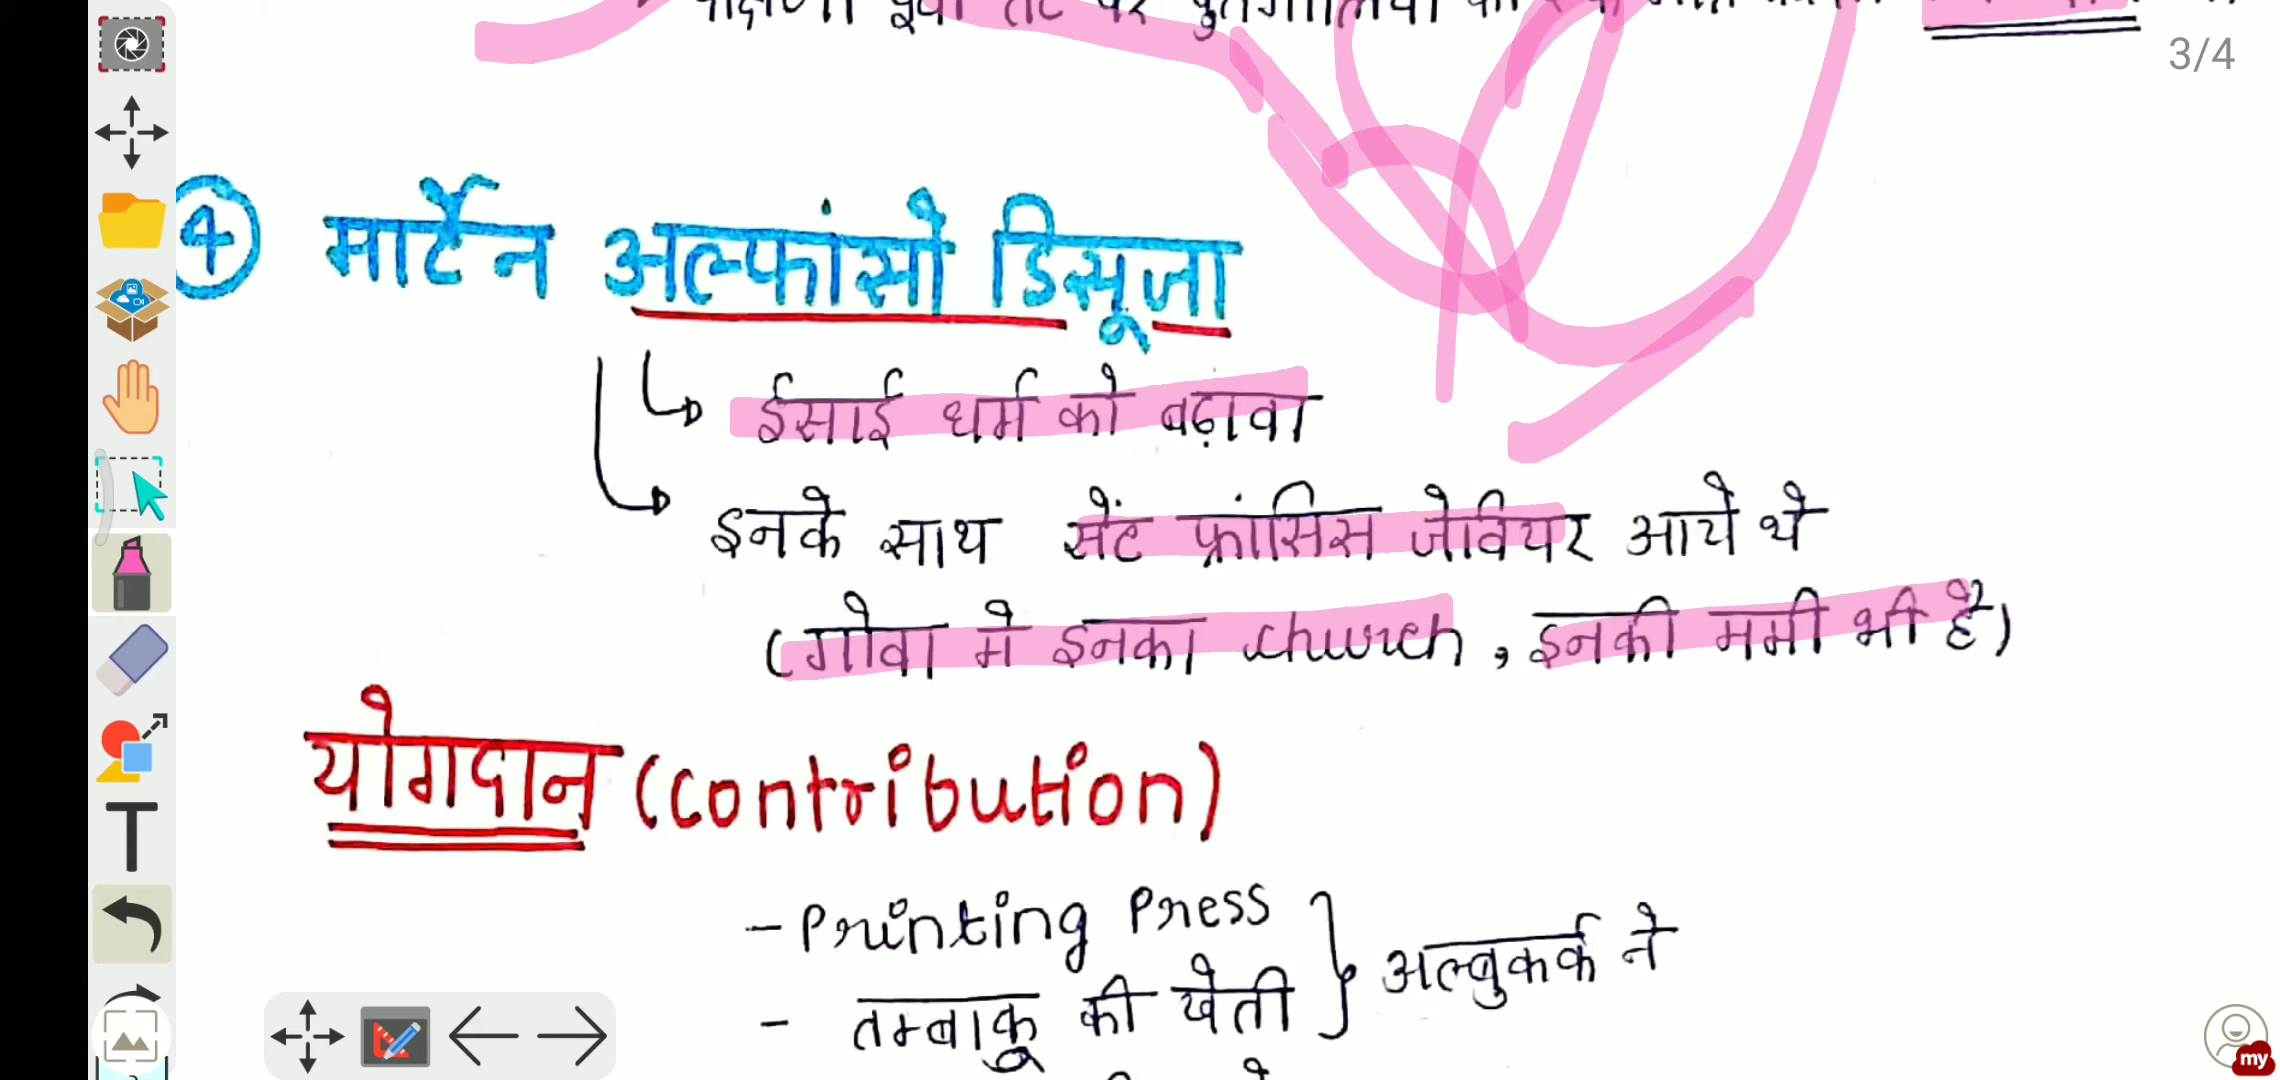 3/4
④ मार्टेन अल्फांसो डिसूजा
ईसाई धर्म को बढ़ावा
इनके साथ सेंट फ्रांसिस जेवियर आये थे
(गोवा मे इनका church, इनकी ममी भी है)
योगदान (contribution)
- Printing Press
- तम्बाकू की खेती
अल्बुकर्क ने
T
my